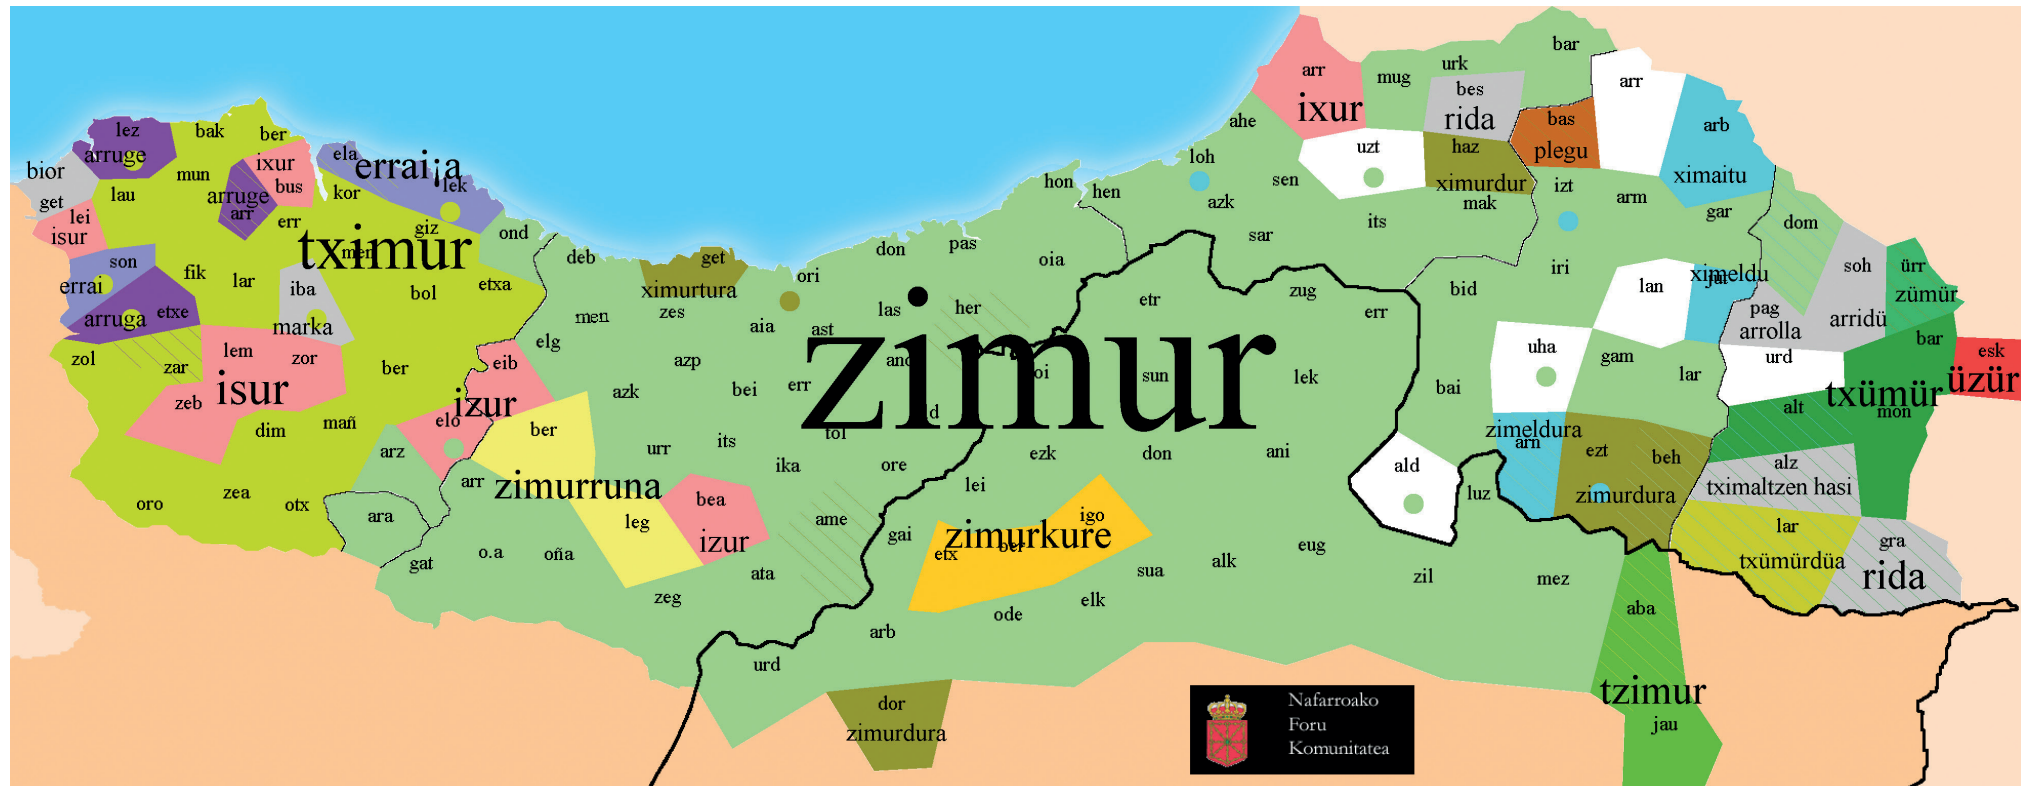 bar
arr
mug
urk
bes
ixur
rida
arr
arb
ximaitu
bas
plegu
lez
arruge
bak
ber
ixur
bus
ela
erraija
lek
ahe
uzt
haz
ximurdur
mak
bior
get
mun
lau
arruge
arr
kor
loh
azk
sen
izt
arm
gar
hon
hen
lei
isur
err
giz
tximur
men
ond
sar
its
dom
son
errai
fik
lar
iba
marka
bol
etxa
deb
get
ximurtura
zes
ori
don
pas
oia
iri
ximeldu
jut
lan
soh
ürr
zümür
arruga
etxe
men
elg
aia
ast
las
her
etr
zug
err
bid
pag
arrolla
arridü
bar
esk
üzür
zol
zar
lem
zor
isur
zeb
ber
eib
izur
elo
azp
azk
bei
err
zimur
sun
lek
bai
uha
gam
lar
urd
txümür
mon
alt
dim
mañ
arz
ber
zimurruna
urr
its
ika
tol
ore
ezk
don
ani
ald
luz
zimeldura
arn
ezt
beh
zimurdura
alz
tximaltzen hasi
oro
zea
otx
ara
arr
leg
bea
izur
ame
lei
gai
igo
zimurkure
etx
ber
lar
txümürdüa
gra
rida
gat
o.a
oña
zeg
ata
sua
alk
eug
zil
mez
elk
ode
arb
urd
aba
tzimur
jau
dor
zimurdura
Nafarroako
Foru
Komunitatea